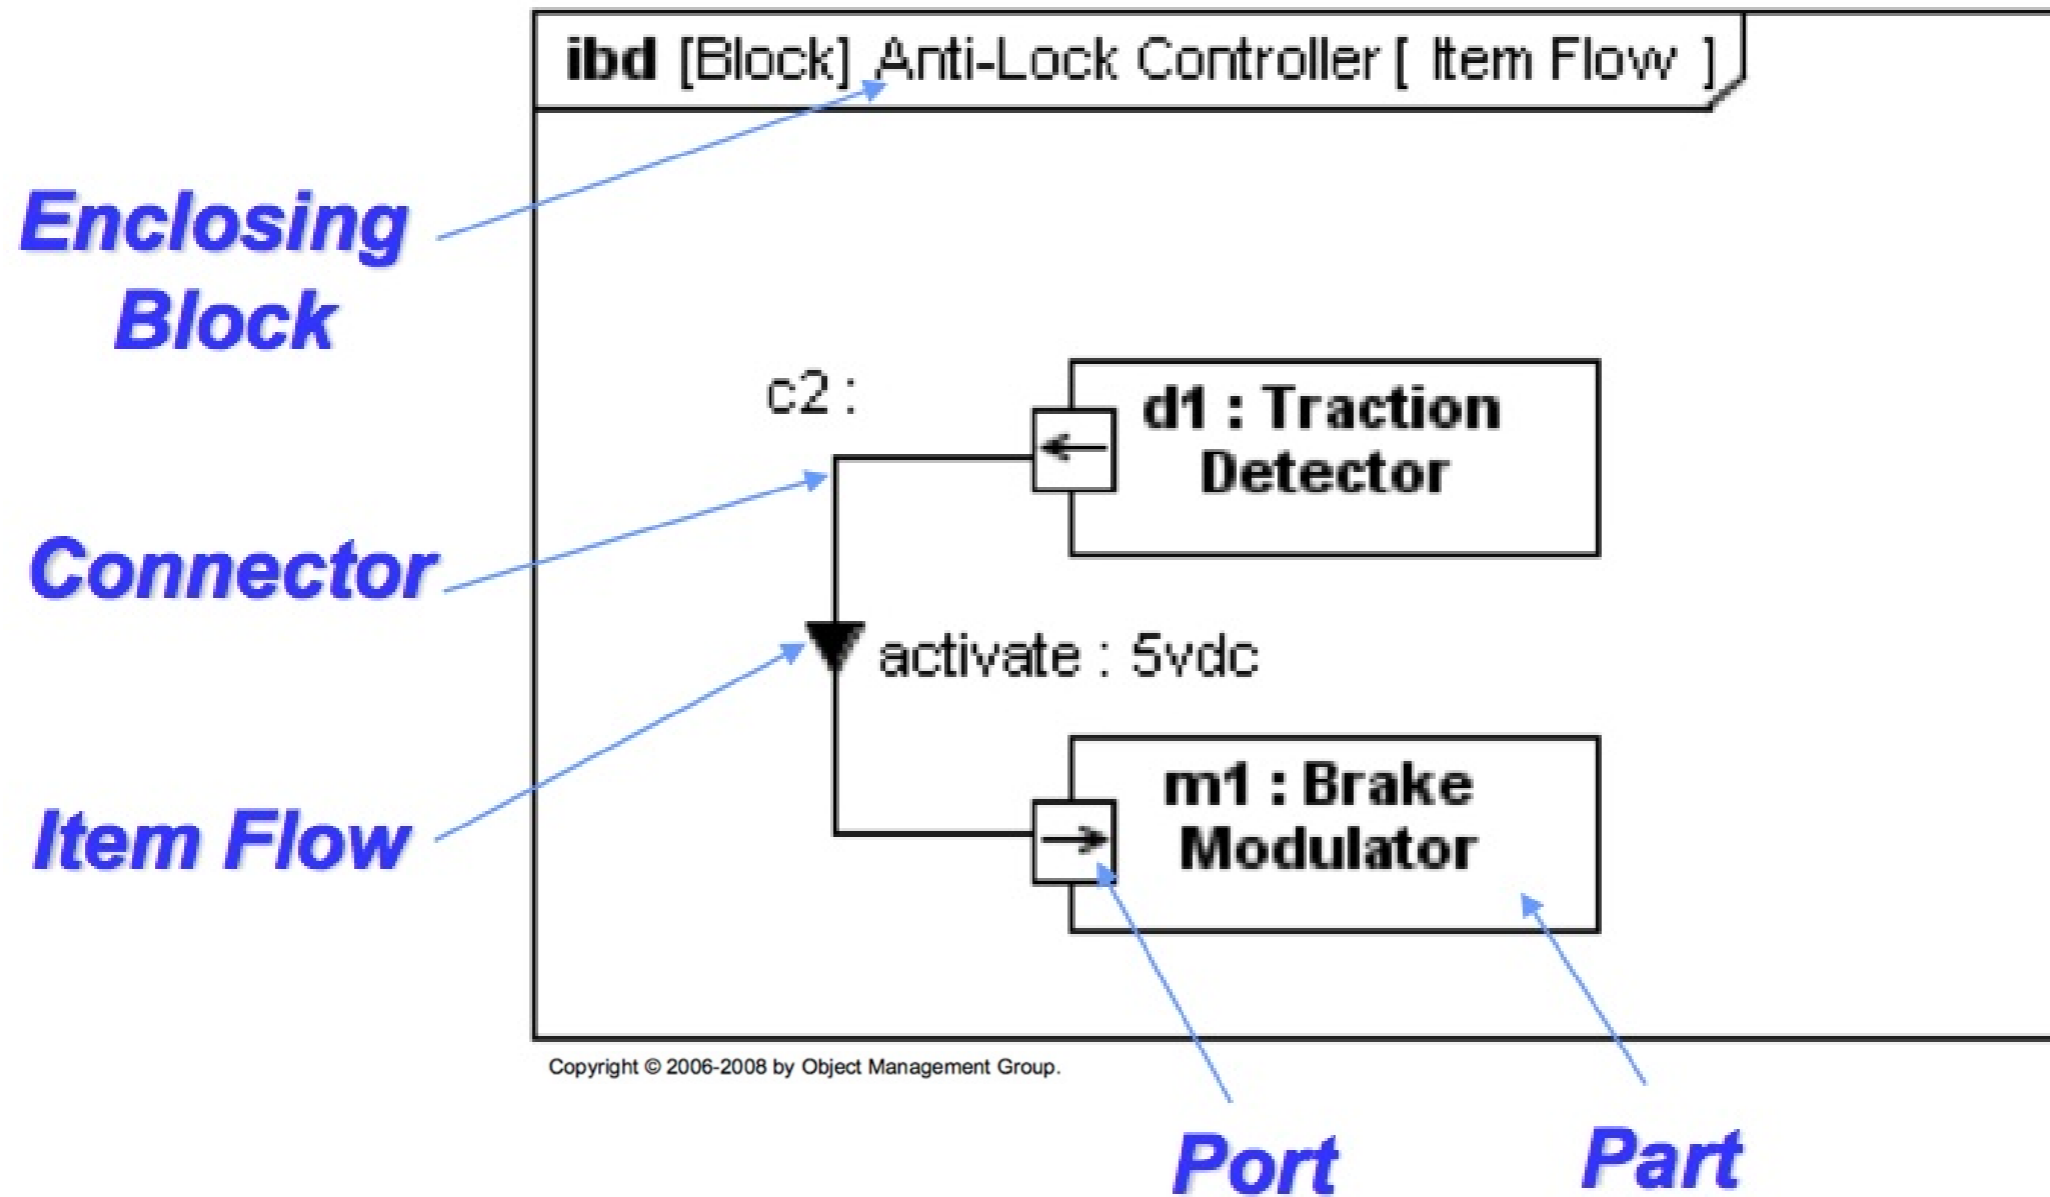 ibd [Block] Anti-Lock Controller [ Item Flow ]
Enclosing
Block
c2 :
d1 : Traction
Detector
Connector
activate : 5vdc
Item Flow
m1 : Brake
Modulator
Copyright © 2006-2008 by Object Management Group.
Port
Part